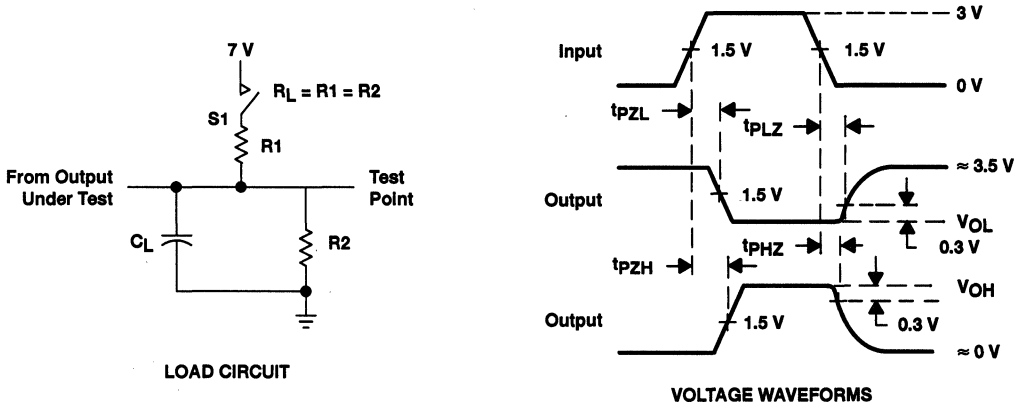 7 V
RL = R1 = R2
S1
R1
From Output
Under Test
Test
Point
CL
R2
LOAD CIRCUIT
3 V
Input
1.5 V
1.5 V
0 V
tPZL
tPLZ
≈ 3.5 V
Output
1.5 V
VOL
0.3 V
tPHZ
tPZH
VOH
Output
1.5 V
0.3 V
≈ 0 V
VOLTAGE WAVEFORMS